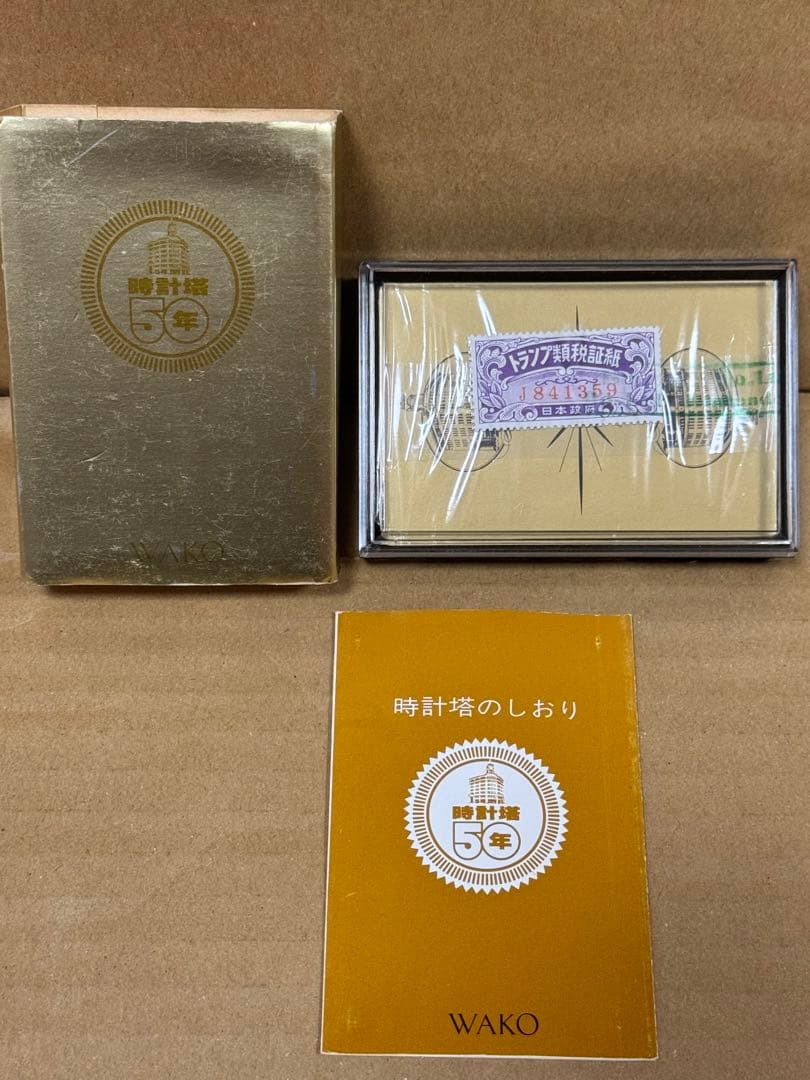 時計塔
50年
WAKO
トランプ類税証紙
J841359
日本政府
時計塔のしおり
時計塔
50年
WAKO